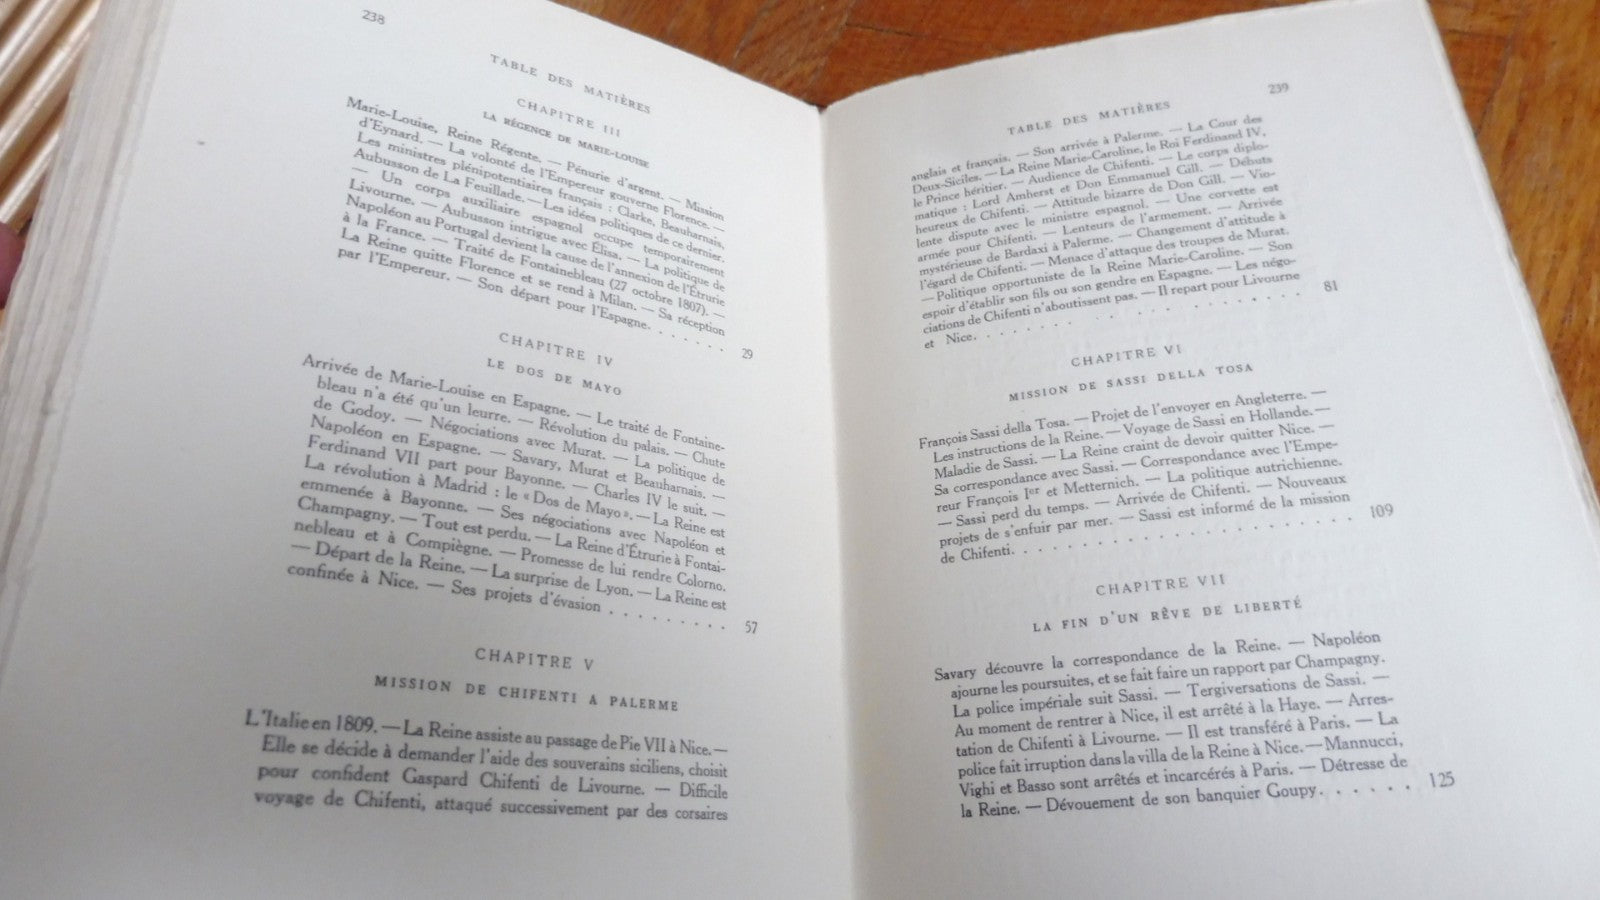 238
TABLE DES MATIÈRES
CHAPITRE III
LA RÉGENCE DE MARIE-LOUISE
Marie-Louise, Reine Régente. — Pénurie d'argent. — Mission
d'Eynard. — La volonté de l'Empereur gouverne Florence. —
Les ministres plénipotentiaires français : Clarke, Beauharnais,
Aubusson de La Feuillade. — Les idées politiques de ce dernier.
— Un corps auxiliaire espagnol occupe temporairement
Livourne. — Aubusson intrigue avec Élisa. — La politique de
Napoléon au Portugal devient la cause de l'annexion de l'Étrurie
à la France. — Traité de Fontainebleau (27 octobre 1807). —
La Reine quitte Florence et se rend à Milan. — Sa réception
par l'Empereur. — Son départ pour l'Espagne. . . . . . . 29
CHAPITRE IV
LE DOS DE MAYO
Arrivée de Marie-Louise en Espagne. — Le traité de Fontaine-
bleau n'a été qu'un leurre. — Révolution du palais. — Chute
de Godoy. — Négociations avec Murat. — La politique de
Napoléon en Espagne. — Savary, Murat et Beauharnais. —
Ferdinand VII part pour Bayonne. — Charles IV le suit. —
La révolution à Madrid : le « Dos de Mayo ». — La Reine est
emmenée à Bayonne. — Ses négociations avec Napoléon et
Champagny. — Tout est perdu. — La Reine d'Étrurie à Fontai-
nebleau et à Compiègne. — Promesse de lui rendre Colorno.
— Départ de la Reine. — La surprise de Lyon. — La Reine est
confinée à Nice. — Ses projets d'évasion . . . . . . . . . 57
CHAPITRE V
MISSION DE CHIFENTI A PALERME
L'Italie en 1809. — La Reine assiste au passage de Pie VII à Nice. —
Elle se décide à demander l'aide des souverains siciliens, choisit
pour confident Gaspard Chifenti de Livourne. — Difficile
voyage de Chifenti, attaqué successivement par des corsaires
239
TABLE DES MATIÈRES
anglais et français. — Son arrivée à Palerme. — La Cour des
Deux-Siciles. — La Reine Marie-Caroline, le Roi Ferdinand IV,
le Prince héritier. — Audience de Chifenti. — Le corps diplo-
matique : Lord Amherst et Don Emmanuel Gill. — Débuts
heureux de Chifenti. — Attitude bizarre de Don Gill. — Vio-
lente dispute avec le ministre espagnol. — Une corvette est
armée pour Chifenti. — Lenteurs de l'armement. — Arrivée
mystérieuse de Bardaxi à Palerme. — Changement d'attitude à
l'égard de Chifenti. — Menace d'attaque des troupes de Murat.
— Politique opportuniste de la Reine Marie-Caroline. — Son
espoir d'établir son fils ou son gendre en Espagne. — Les négo-
ciations de Chifenti n'aboutissent pas. — Il repart pour Livourne
et Nice. . . . . . . . . . . . . . . 81
CHAPITRE VI
MISSION DE SASSI DELLA TOSA
François Sassi della Tosa. — Projet de l'envoyer en Angleterre. —
Les instructions de la Reine. — Voyage de Sassi en Hollande. —
Maladie de Sassi. — La Reine craint de devoir quitter Nice. —
Sa correspondance avec Sassi. — Correspondance avec l'Empe-
reur François Ier et Metternich. — La politique autrichienne.
— Sassi perd du temps. — Arrivée de Chifenti. — Nouveaux
projets de s'enfuir par mer. — Sassi est informé de la mission
de Chifenti. . . . . . . . . . . . . . . . . . . 109
CHAPITRE VII
LA FIN D'UN RÊVE DE LIBERTÉ
Savary découvre la correspondance de la Reine. — Napoléon
ajourne les poursuites, et se fait faire un rapport par Champagny.
La police impériale suit Sassi. — Tergiversations de Sassi. —
Au moment de rentrer à Nice, il est arrêté à la Haye. — Arres-
tation de Chifenti à Livourne. — Il est transféré à Paris. — La
police fait irruption dans la villa de la Reine à Nice. — Mannucci,
Vighi et Basso sont arrêtés et incarcérés à Paris. — Détresse de
la Reine. — Dévouement de son banquier Goupy. . . . . . 125